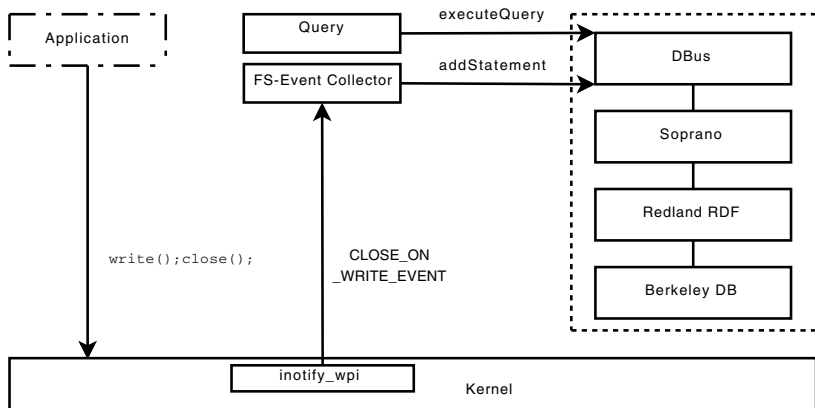 Application
Query
executeQuery
DBus
FS-Event Collector
addStatement
Soprano
Redland RDF
write();close();
CLOSE_ON
_WRITE_EVENT
Berkeley DB
inotify_wpi
Kernel